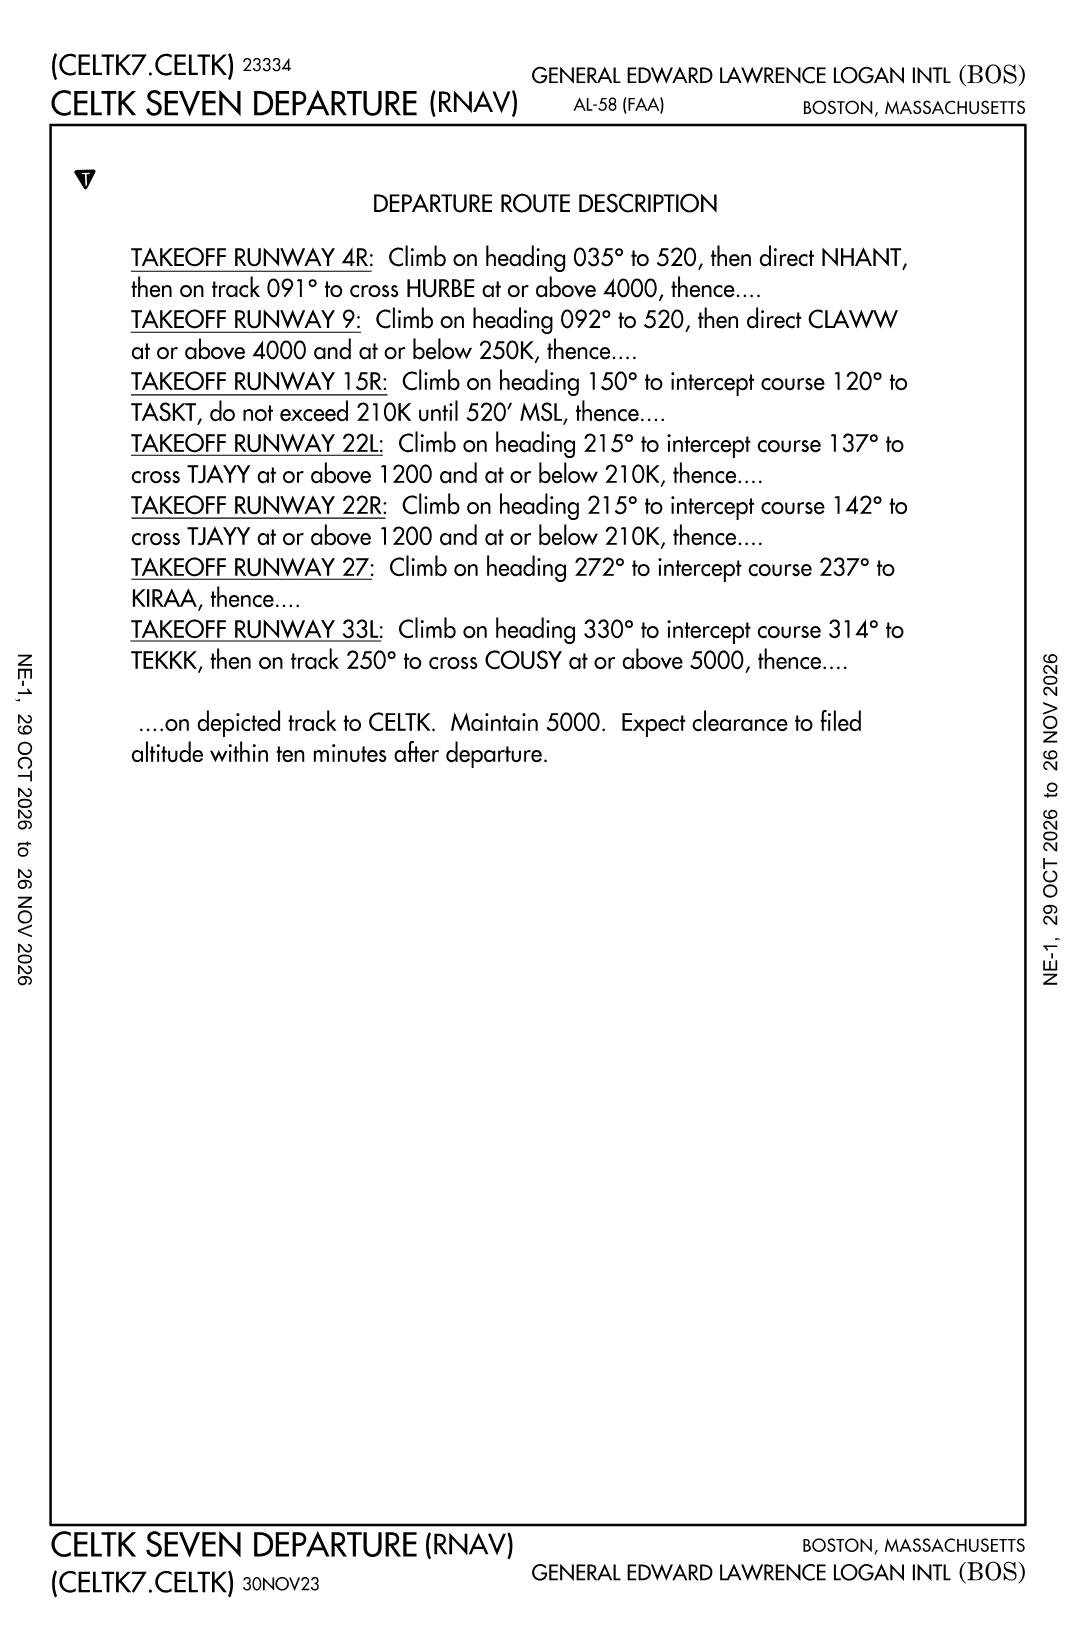 (CELTK7.CELTK) 23334
CELTK SEVEN DEPARTURE (RNAV)
AL-58 (FAA)
GENERAL EDWARD LAWRENCE LOGAN INTL (BOS)
BOSTON, MASSACHUSETTS
T
DEPARTURE ROUTE DESCRIPTION
TAKEOFF RUNWAY 4R: Climb on heading 035° to 520, then direct NHANT,
then on track 091° to cross HURBE at or above 4000, thence....
TAKEOFF RUNWAY 9: Climb on heading 092° to 520, then direct CLAWW
at or above 4000 and at or below 250K, thence....
TAKEOFF RUNWAY 15R: Climb on heading 150° to intercept course 120° to
TASKT, do not exceed 210K until 520′ MSL, thence....
TAKEOFF RUNWAY 22L: Climb on heading 215° to intercept course 137° to
cross TJAYY at or above 1200 and at or below 210K, thence....
TAKEOFF RUNWAY 22R: Climb on heading 215° to intercept course 142° to
cross TJAYY at or above 1200 and at or below 210K, thence....
TAKEOFF RUNWAY 27: Climb on heading 272° to intercept course 237° to
KIRAA, thence....
TAKEOFF RUNWAY 33L: Climb on heading 330° to intercept course 314° to
TEKKK, then on track 250° to cross COUSY at or above 5000, thence....
....on depicted track to CELTK. Maintain 5000. Expect clearance to filed
altitude within ten minutes after departure.
NE-1, 29 OCT 2026 to 26 NOV 2026
NE-1, 29 OCT 2026 to 26 NOV 2026
CELTK SEVEN DEPARTURE (RNAV)
(CELTK7.CELTK) 30NOV23
BOSTON, MASSACHUSETTS
GENERAL EDWARD LAWRENCE LOGAN INTL (BOS)